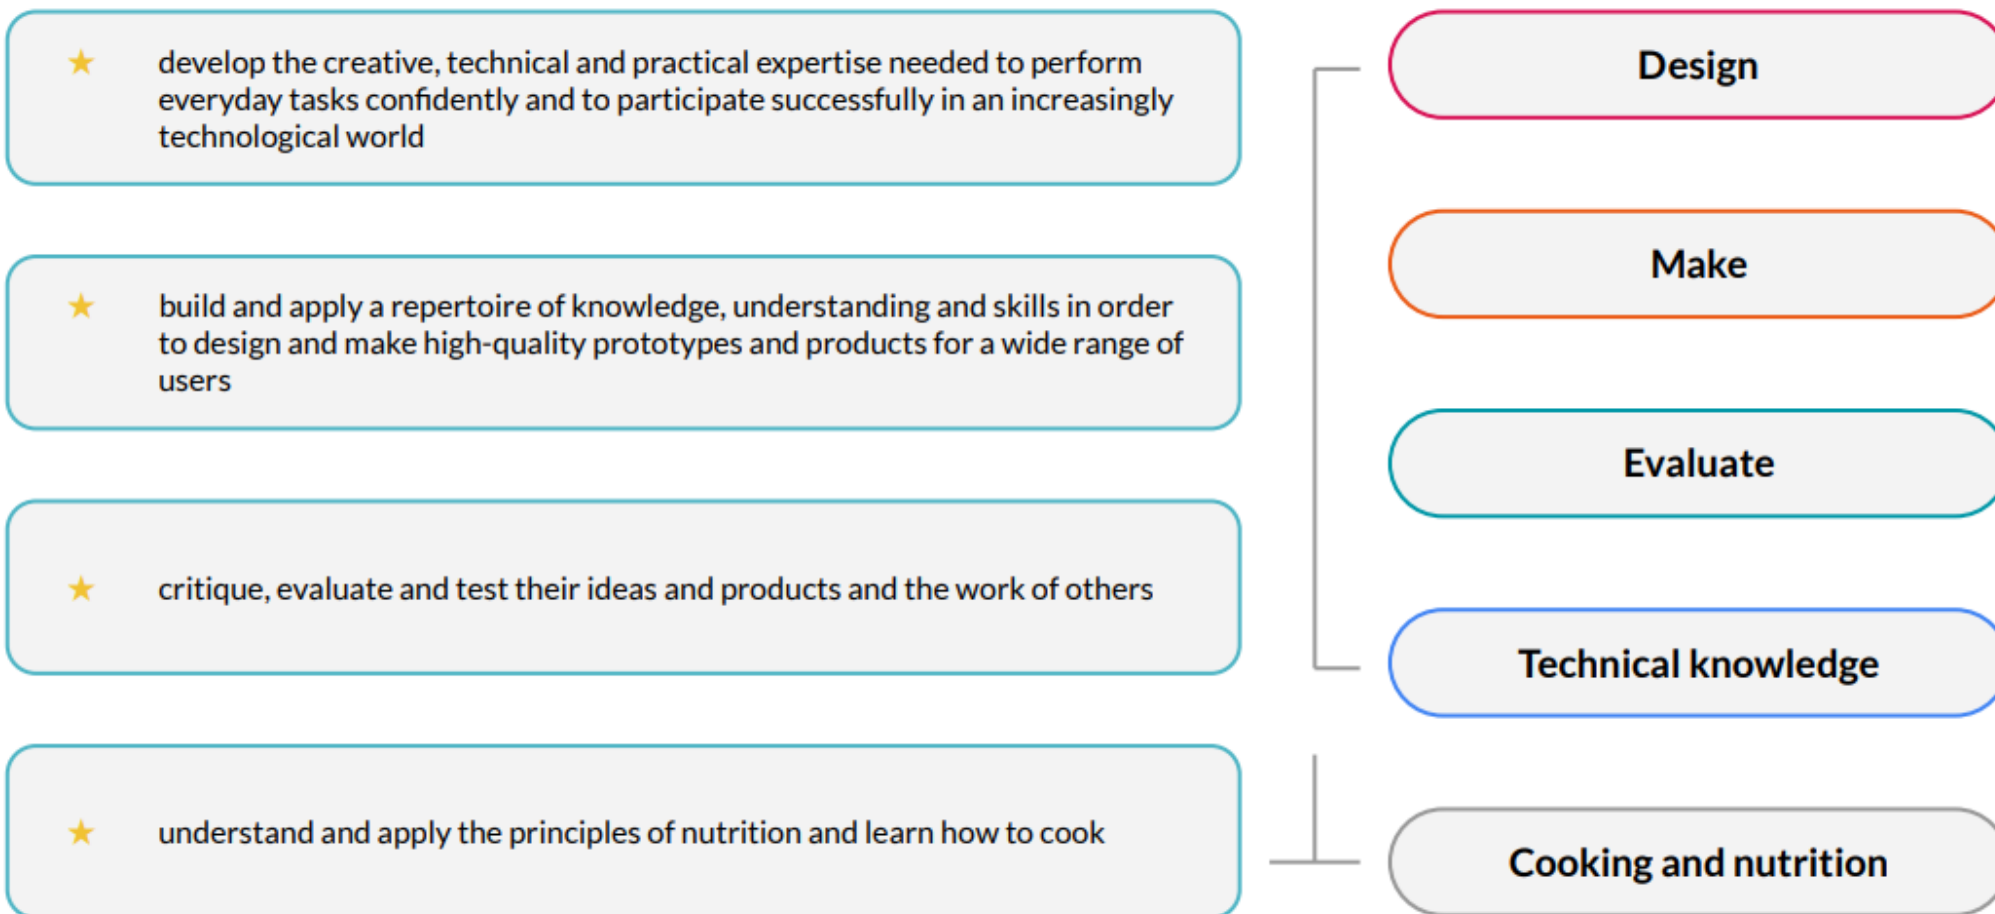 develop the creative, technical and practical expertise needed to perform
everyday tasks confidently and to participate successfully in an increasingly
technological world
build and apply a repertoire of knowledge, understanding and skills in order
to design and make high-quality prototypes and products for a wide range of
users
critique, evaluate and test their ideas and products and the work of others
understand and apply the principles of nutrition and learn how to cook
Design
Make
Evaluate
Technical knowledge
Cooking and nutrition